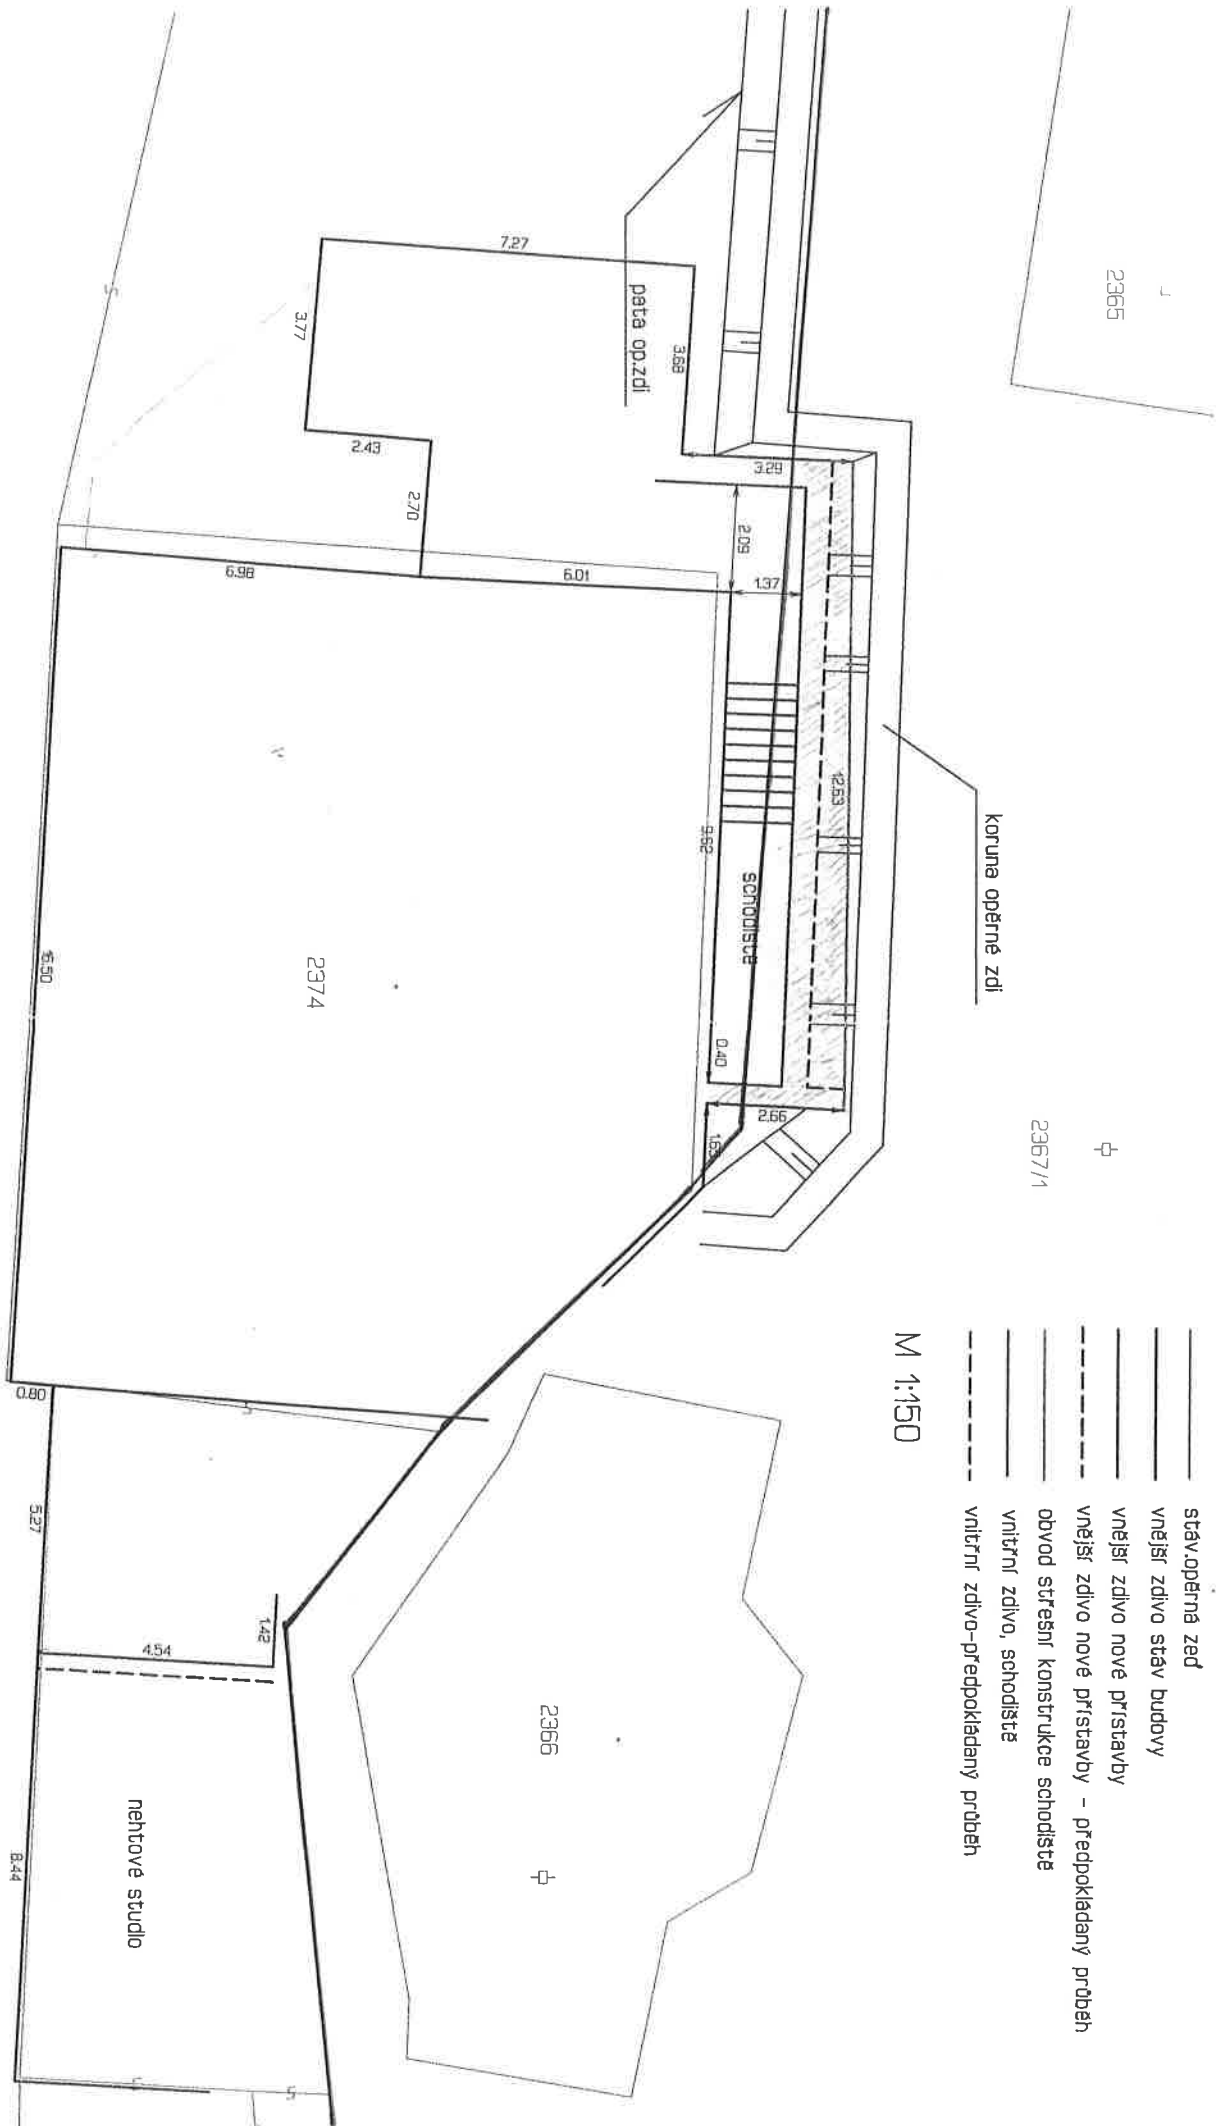 2365
2367/1
koruna opěrné zdi
pata op.zdi
7.27
3.68
3.77
2.43
2.70
3.29
2.09
1.37
6.98
6.01
12.63
9.62
schodiště
0.40
2.66
1.63
2374
16.50
0.80
5.27
1.42
4.54
8.44
nehtové studio
2366
stáv.opěrná zeď
vnější zdivo stáv budovy
vnější zdivo nové přístavby
vnější zdivo nové přístavby - předpokládaný průběh
obvod střešní konstrukce schodiště
vnitřní zdivo, schodiště
vnitřní zdivo-předpokládaný průběh
M 1:150